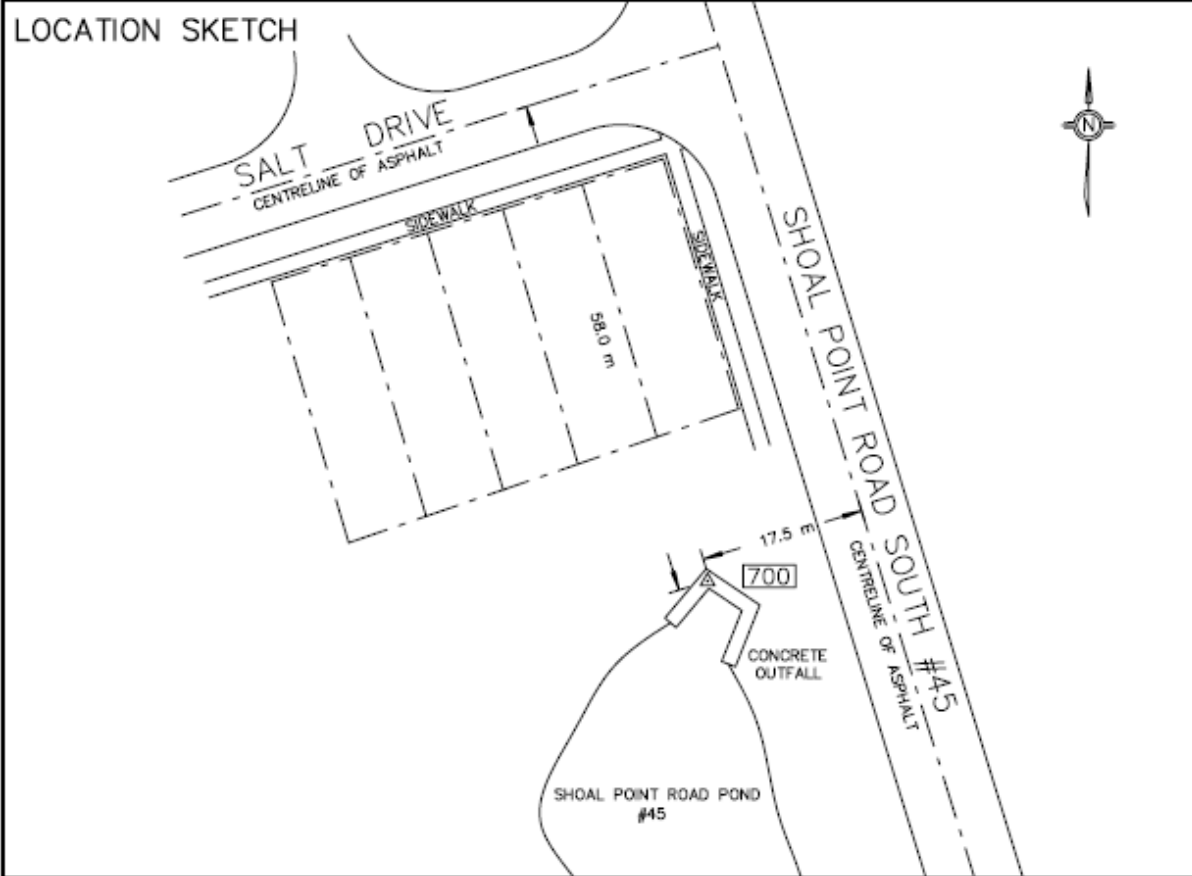 LOCATION SKETCH
N
SALT DRIVE
CENTRELINE OF ASPHALT
SIDEWALK
SIDEWALK
58.0 m
SHOAL POINT ROAD SOUTH #45
CENTRELINE OF ASPHALT
17.5 m
700
CONCRETE
OUTFALL
SHOAL POINT ROAD POND
#45